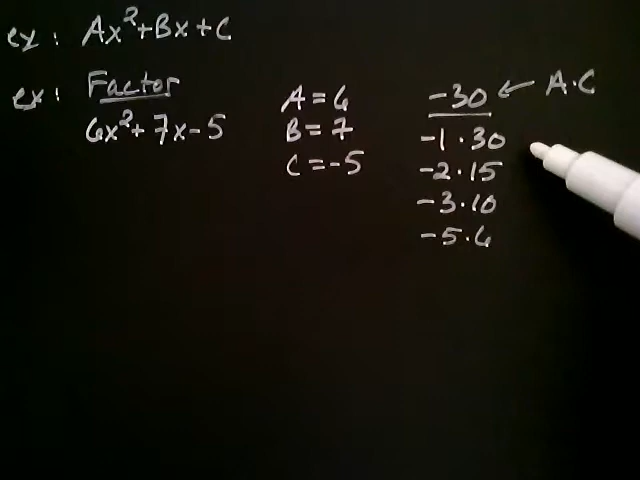 ex: Ax²+Bx+C
ex: Factor
6x²+7x-5
A=6
B=7
C=-5
-30 ← A·C
-1·30
-2·15
-3·10
-5·6